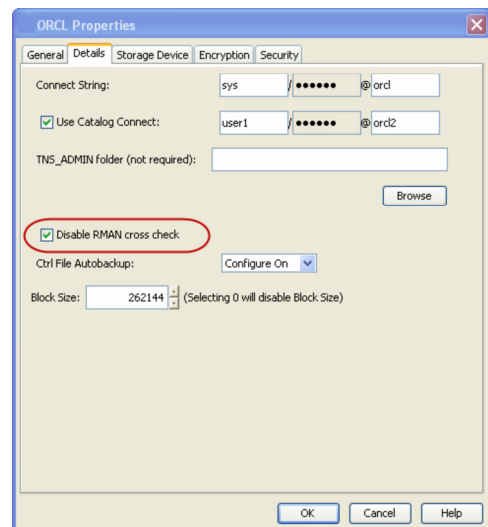 ORCL Properties
General Details Storage Device Encryption Security
Connect String: sys / •••••• @ orcl
Use Catalog Connect: user1 / •••••• @ orcl2
TNS_ADMIN folder (not required):
Browse
Disable RMAN cross check
Ctrl File Autobackup: Configure On
Block Size: 262144 (Selecting 0 will disable Block Size)
OK Cancel Help